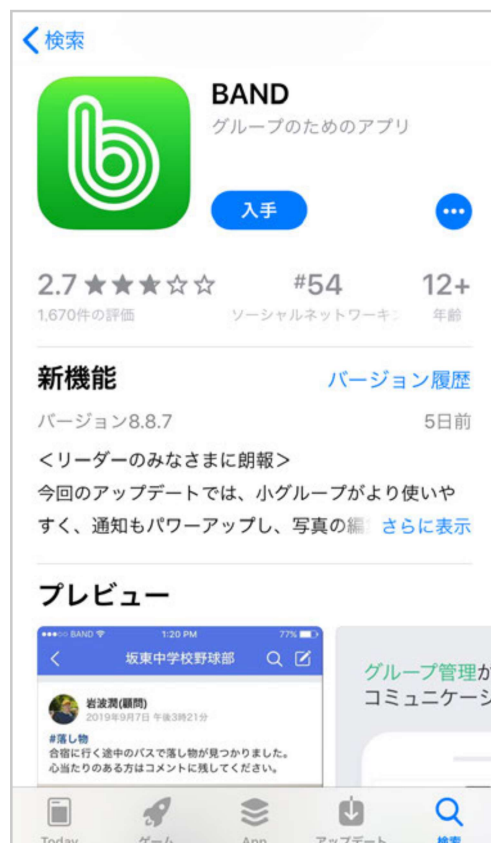 検索
BAND
グループのためのアプリ
入手
2.7
#54
12+
1,670件の評価
ソーシャルネットワーキ
年齢
新機能
バージョン履歴
バージョン8.8.7
5日前
＜リーダーのみなさまに朗報＞
今回のアップデートでは、小グループがより使いや
すく、通知もパワーアップし、写真の編 さらに表示
プレビュー
BAND
1:20 PM
77%
坂東中学校野球部
岩波潤(顧問)
2019年9月7日 午後3時21分
#落し物
合宿に行く途中のバスで落し物が見つかりました。
心当たりのある方はコメントに残してください。
グループ管理が
コミュニケーシ
Today
ゲーム
App
アップデート
検索